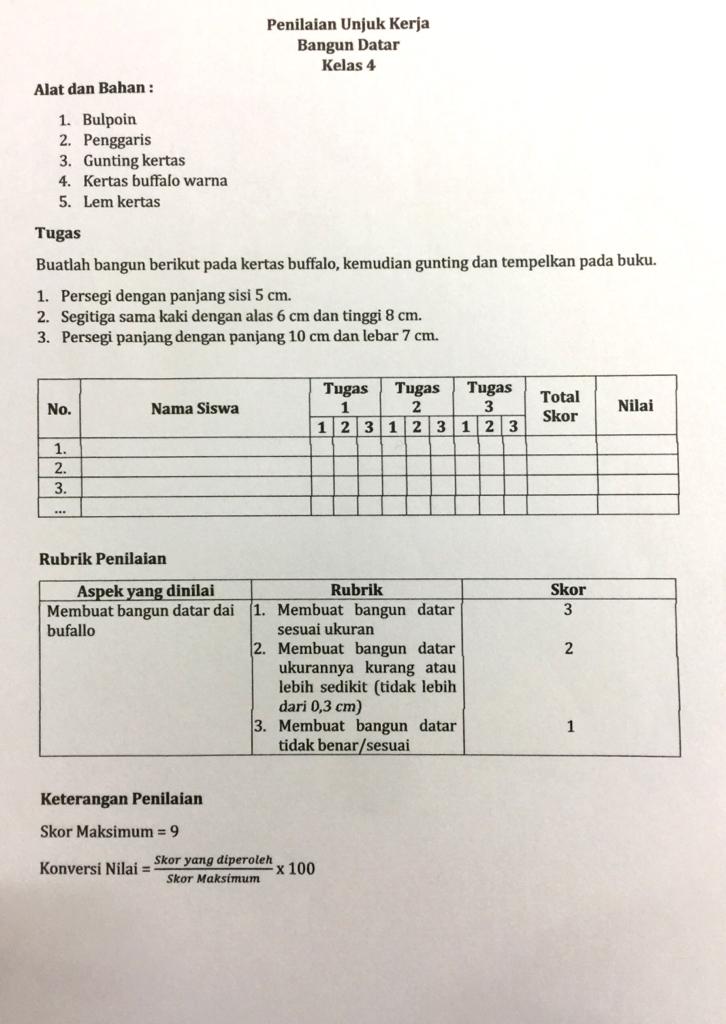 Penilaian Unjuk Kerja
Bangun Datar
Kelas 4
Alat dan Bahan :
1. Bulpoin
2. Penggaris
3. Gunting kertas
4. Kertas buffalo warna
5. Lem kertas
Tugas
Buatlah bangun berikut pada kertas buffalo, kemudian gunting dan tempelkan pada buku.
1. Persegi dengan panjang sisi 5 cm.
2. Segitiga sama kaki dengan alas 6 cm dan tinggi 8 cm.
3. Persegi panjang dengan panjang 10 cm dan lebar 7 cm.
No. Nama Siswa Tugas 1 Tugas 2 Tugas 3 Total Skor Nilai
1 2 3 1 2 3 1 2 3
1.
2.
3.
...
Rubrik Penilaian
Aspek yang dinilai Rubrik Skor
Membuat bangun datar dai 1. Membuat bangun datar 3
bufallo sesuai ukuran
2. Membuat bangun datar 2
ukurannya kurang atau
lebih sedikit (tidak lebih
dari 0,3 cm)
3. Membuat bangun datar 1
tidak benar/sesuai
Keterangan Penilaian
Skor Maksimum = 9
Konversi Nilai = Skor yang diperoleh / Skor Maksimum x 100